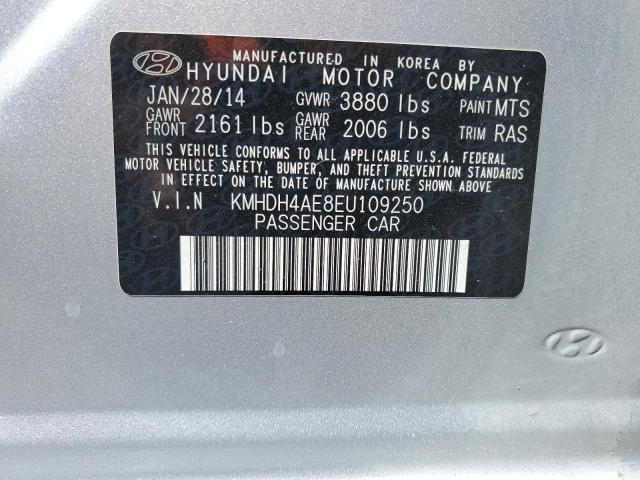 MANUFACTURED IN KOREA BY
HYUNDAI MOTOR COMPANY
JAN/28/14 GVWR 3880 lbs PAINT MTS
GAWR FRONT 2161 lbs GAWR REAR 2006 lbs TRIM RAS
THIS VEHICLE CONFORMS TO ALL APPLICABLE U.S.A. FEDERAL
MOTOR VEHICLE SAFETY, BUMPER, AND THEFT PREVENTION STANDARDS
IN EFFECT ON THE DATE OF MANUFACTURE SHOWN ABOVE
V.I.N KMHDH4AE8EU109250
PASSENGER CAR